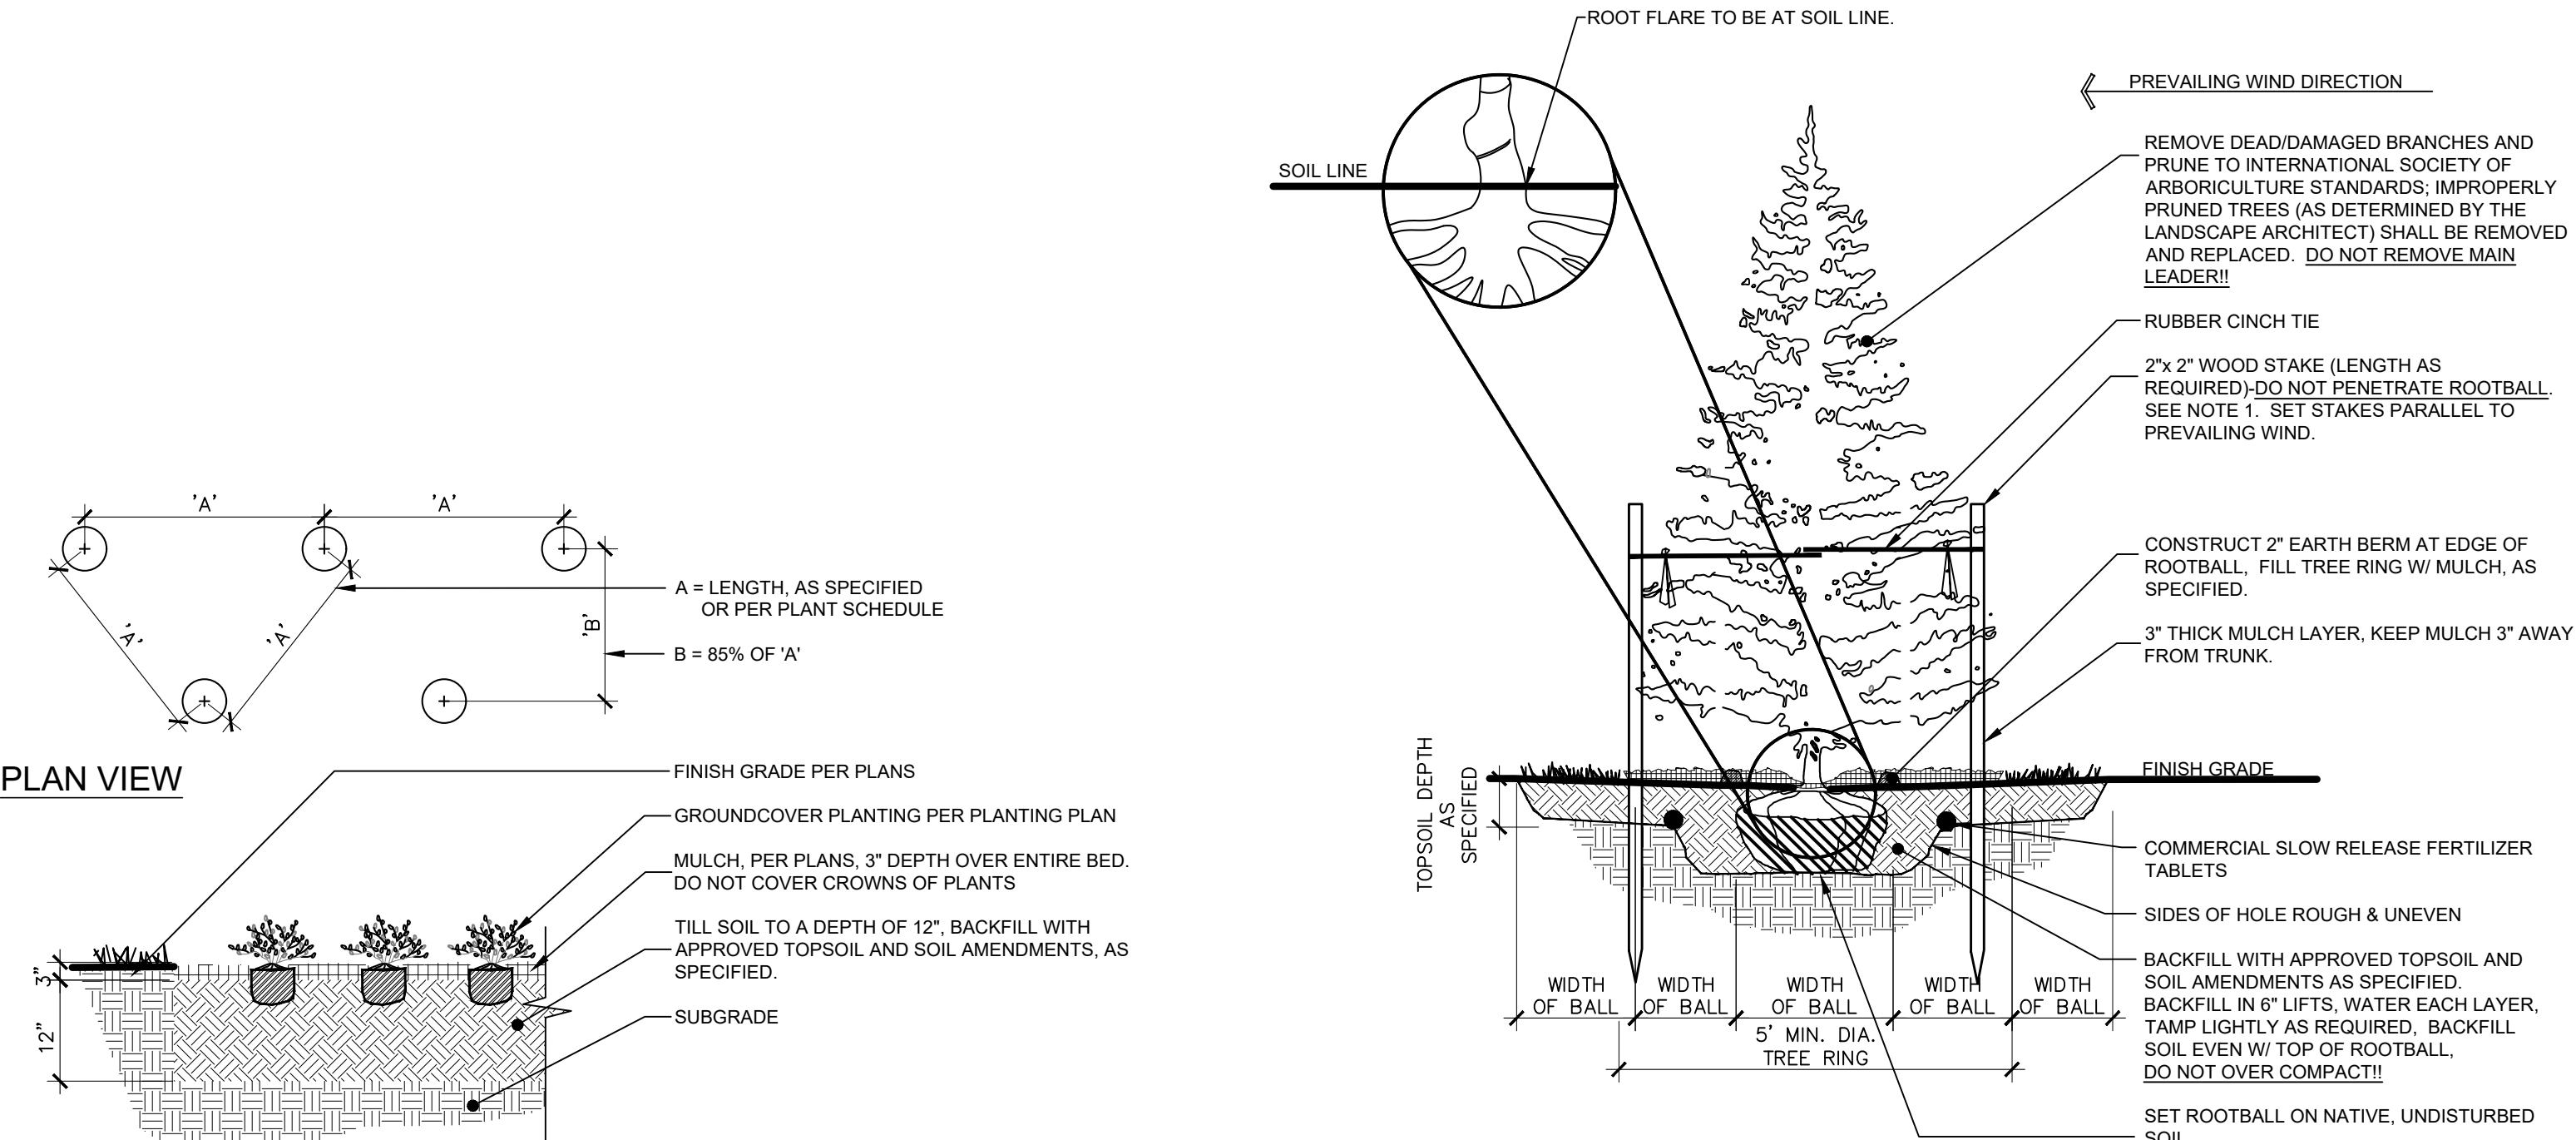 'A'
'A'
'A'
'A'
'B'
A = LENGTH, AS SPECIFIED
OR PER PLANT SCHEDULE
B = 85% OF 'A'
PLAN VIEW
FINISH GRADE PER PLANS
GROUNDCOVER PLANTING PER PLANTING PLAN
MULCH, PER PLANS, 3" DEPTH OVER ENTIRE BED.
DO NOT COVER CROWNS OF PLANTS
TILL SOIL TO A DEPTH OF 12", BACKFILL WITH
APPROVED TOPSOIL AND SOIL AMENDMENTS, AS
SPECIFIED.
SUBGRADE
3"
12"
ROOT FLARE TO BE AT SOIL LINE.
SOIL LINE
PREVAILING WIND DIRECTION
REMOVE DEAD/DAMAGED BRANCHES AND
PRUNE TO INTERNATIONAL SOCIETY OF
ARBORICULTURE STANDARDS; IMPROPERLY
PRUNED TREES (AS DETERMINED BY THE
LANDSCAPE ARCHITECT) SHALL BE REMOVED
AND REPLACED. DO NOT REMOVE MAIN
LEADER!!
RUBBER CINCH TIE
2"x 2" WOOD STAKE (LENGTH AS
REQUIRED)-DO NOT PENETRATE ROOTBALL.
SEE NOTE 1. SET STAKES PARALLEL TO
PREVAILING WIND.
CONSTRUCT 2" EARTH BERM AT EDGE OF
ROOTBALL, FILL TREE RING W/ MULCH, AS
SPECIFIED.
3" THICK MULCH LAYER, KEEP MULCH 3" AWAY
FROM TRUNK.
FINISH GRADE
TOPSOIL DEPTH
AS
SPECIFIED
COMMERCIAL SLOW RELEASE FERTILIZER
TABLETS
SIDES OF HOLE ROUGH & UNEVEN
BACKFILL WITH APPROVED TOPSOIL AND
SOIL AMENDMENTS AS SPECIFIED.
BACKFILL IN 6" LIFTS, WATER EACH LAYER,
TAMP LIGHTLY AS REQUIRED, BACKFILL
SOIL EVEN W/ TOP OF ROOTBALL,
DO NOT OVER COMPACT!!
WIDTH
OF BALL
WIDTH
OF BALL
WIDTH
OF BALL
WIDTH
OF BALL
WIDTH
OF BALL
5' MIN. DIA.
TREE RING
SET ROOTBALL ON NATIVE, UNDISTURBED
SOIL